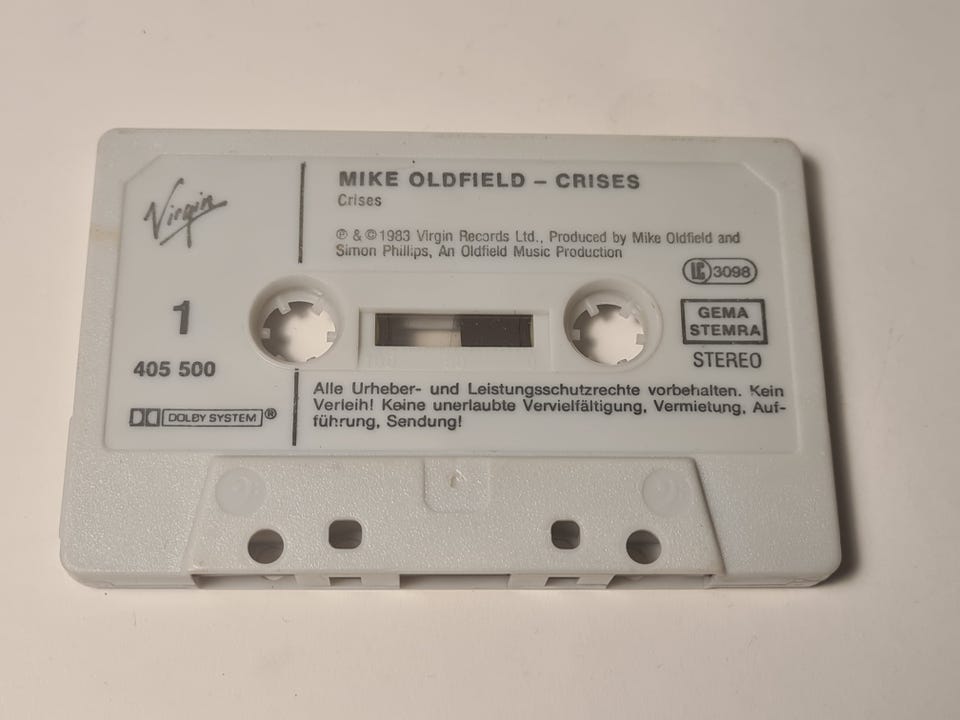 Virgin
MIKE OLDFIELD – CRISES
Crises
℗ & © 1983 Virgin Records Ltd., Produced by Mike Oldfield and
Simon Phillips, An Oldfield Music Production
LC 3098
1
GEMA
STEMRA
405 500
STEREO
DOLBY SYSTEM ®
Alle Urheber- und Leistungsschutzrechte vorbehalten. Kein
Verleih! Keine unerlaubte Vervielfältigung, Vermietung, Auf-
führung, Sendung!